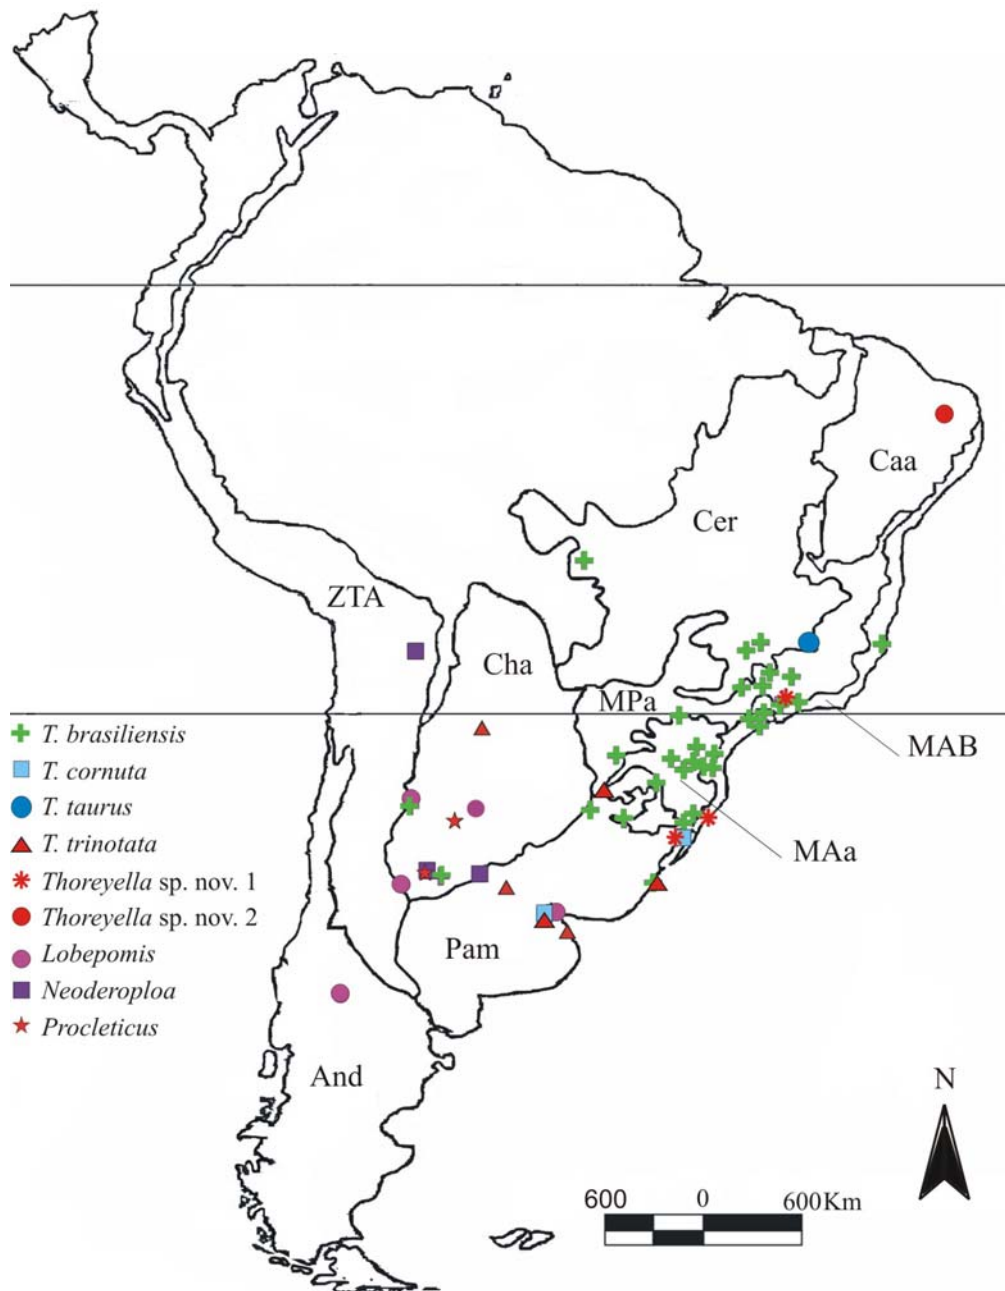 Caa
Cer
ZTA
Cha
MPa
MAB
MAa
T. brasiliensis
T. cornuta
T. taurus
T. trinotata
Thoreyella sp. nov. 1
Thoreyella sp. nov. 2
Lobepomis
Neoderoploa
Procleticus
Pam
And
N
600 0 600Km